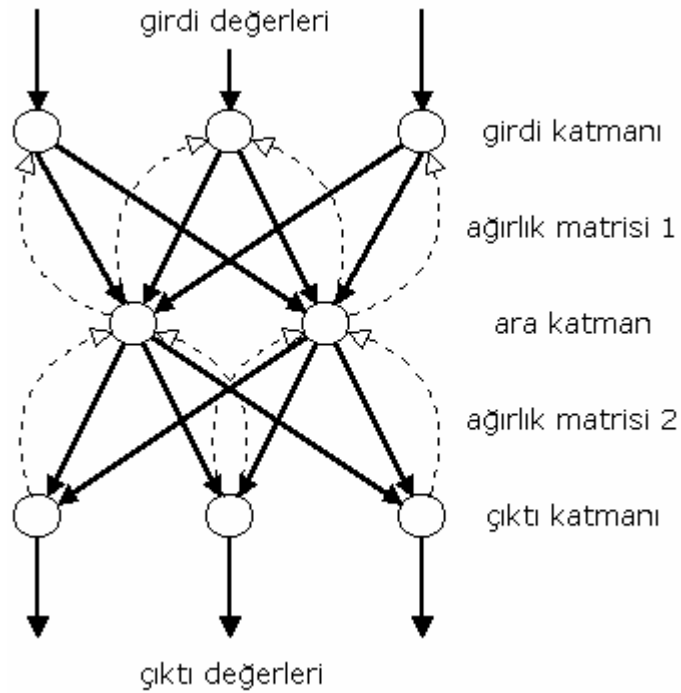 girdi değerleri
girdi katmanı
ağırlık matrisi 1
ara katman
ağırlık matrisi 2
çıktı katmanı
çıktı değerleri